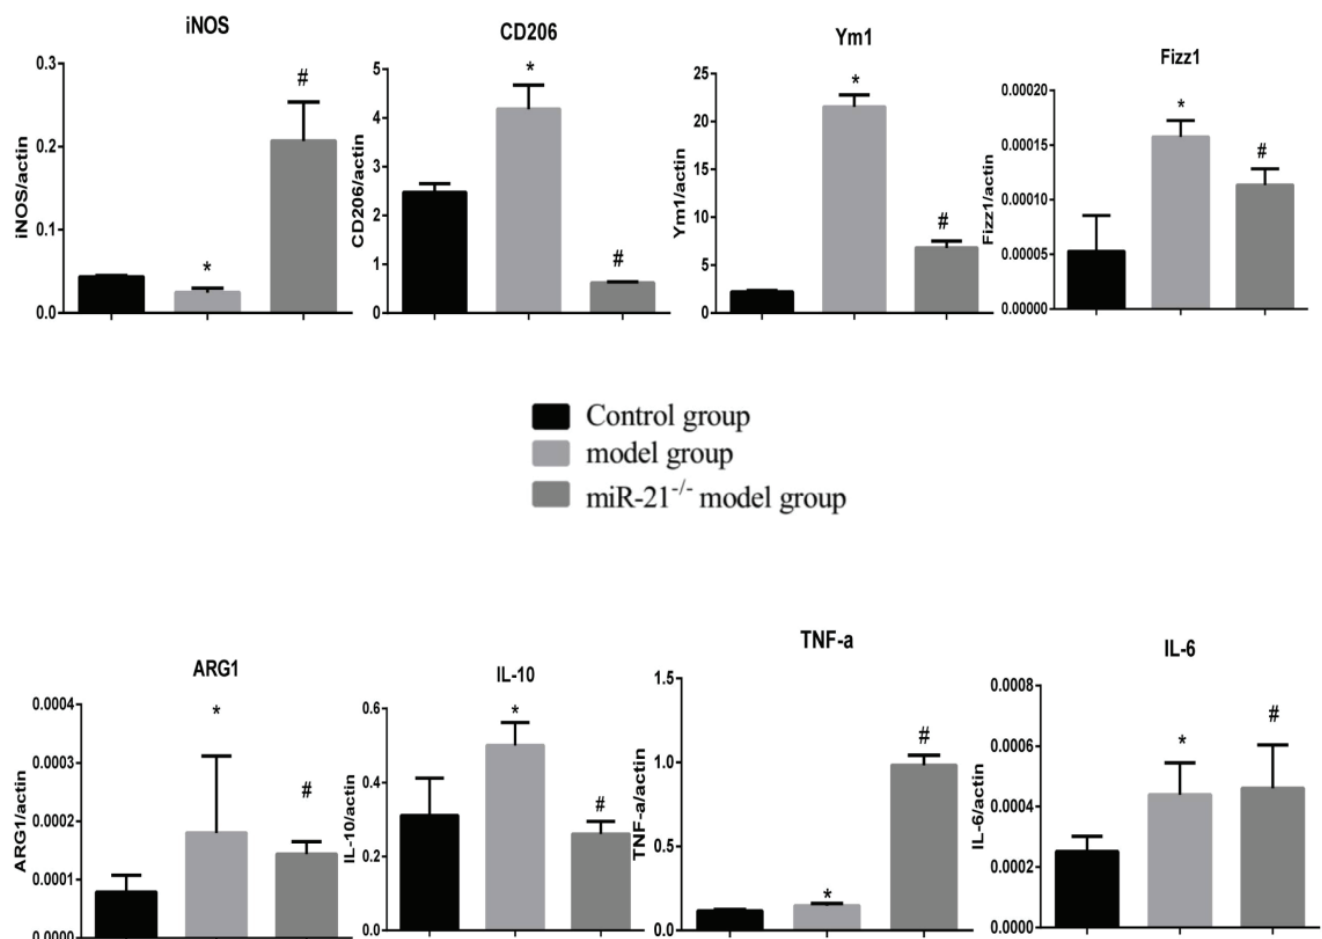 iNOS
iNOS/actin
0.3
0.2
0.1
0.0
*
#
CD206
CD206/actin
5
4
3
2
1
0
*
#
Ym1
Ym1/actin
25
20
15
10
5
0
*
#
Fizz1
Fizz1/actin
0.00020
0.00015
0.00010
0.00005
0.00000
*
#
Control group
model group
miR-21-/- model group
ARG1
ARG1/actin
0.0004
0.0003
0.0002
0.0001
0.0000
*
#
IL-10
IL-10/actin
0.6
0.4
0.2
0.0
*
#
TNF-a
TNF-a/actin
1.5
1.0
0.5
0.0
*
#
IL-6
IL-6/actin
0.0008
0.0006
0.0004
0.0002
0.0000
*
#